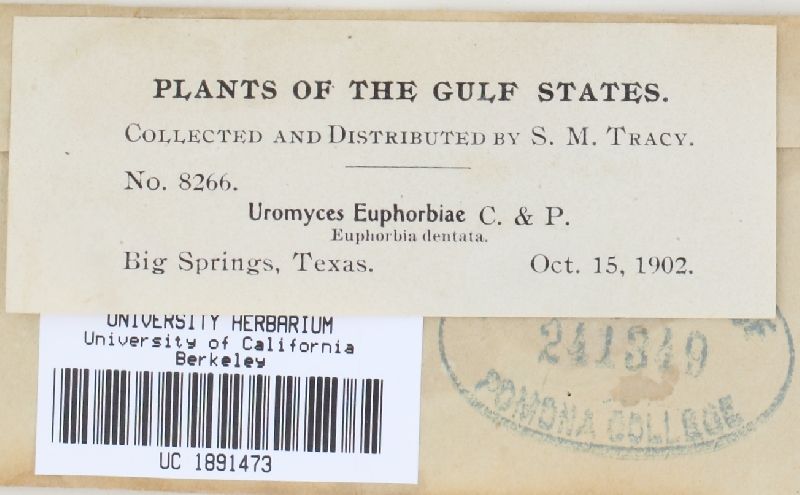 PLANTS OF THE GULF STATES.
COLLECTED AND DISTRIBUTED BY S. M. TRACY.
No. 8266.
Uromyces Euphorbiae C. & P.
Euphorbia dentata.
Big Springs, Texas. Oct. 15, 1902.
UNIVERSITY HERBARIUM
University of California
Berkeley
UC 1891473
241349
POMONA COLLEGE